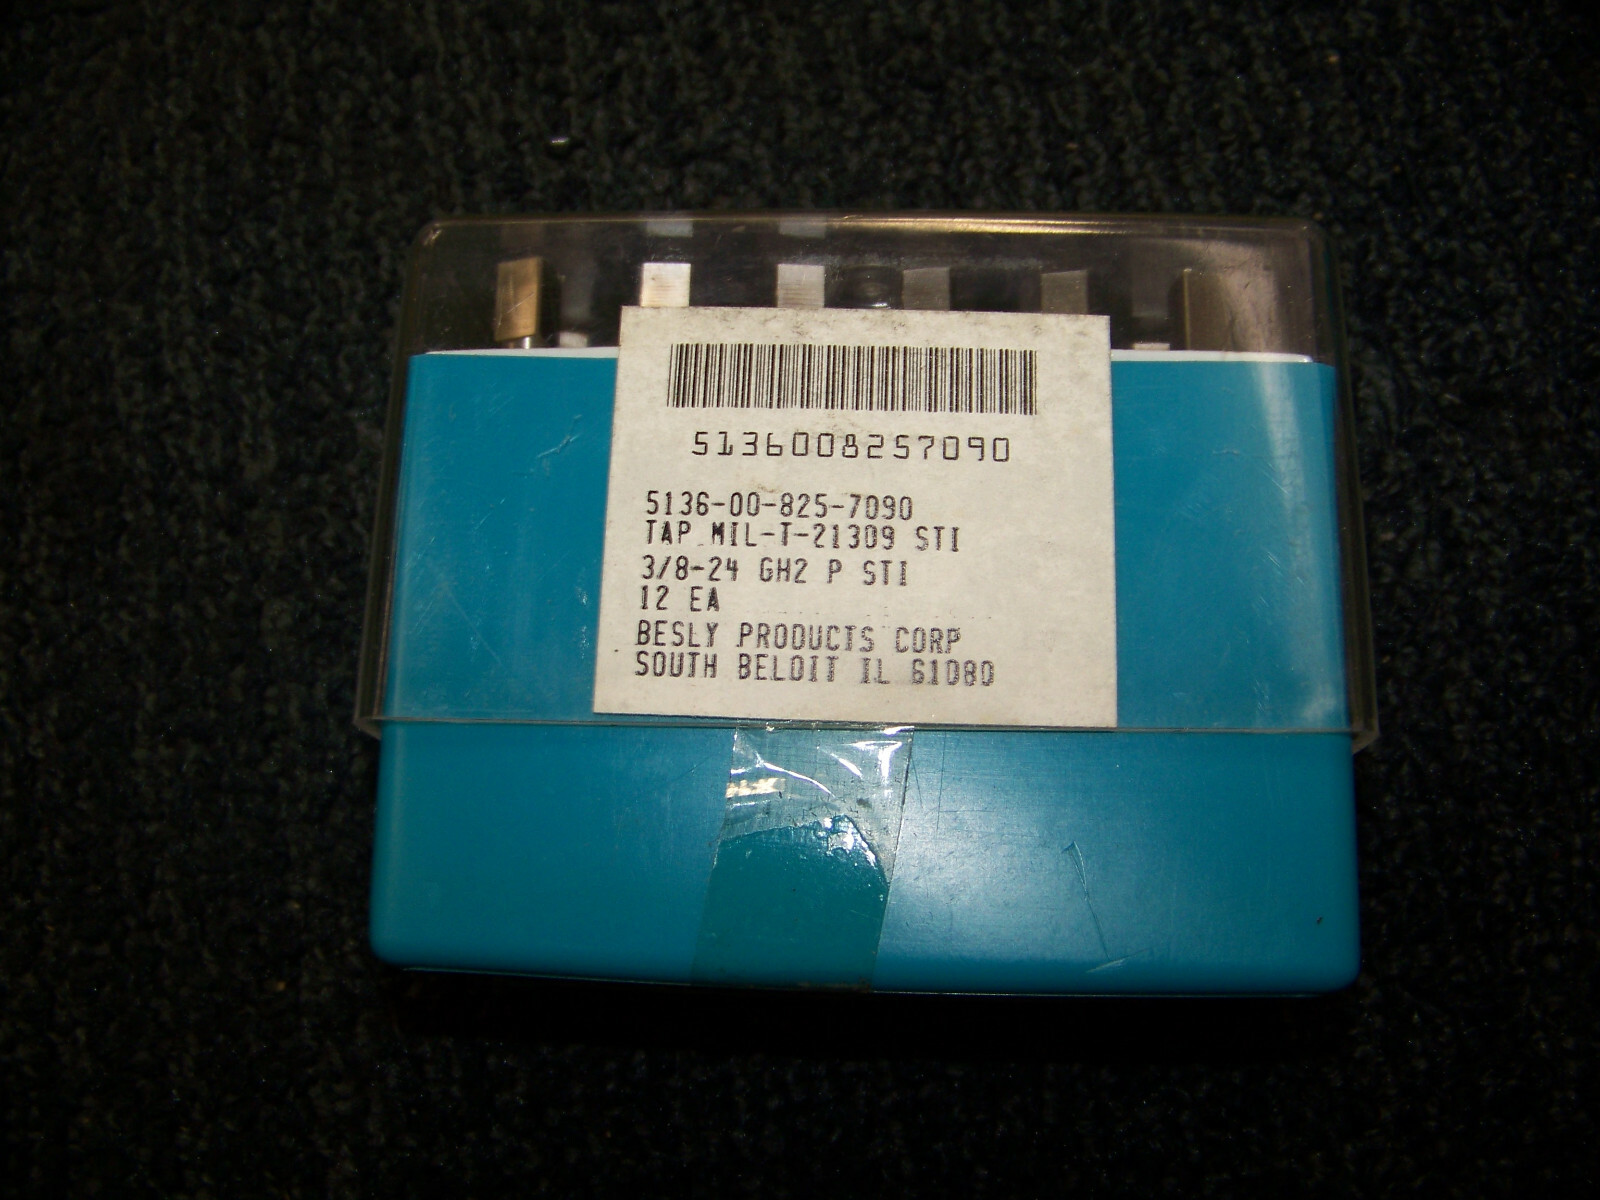 5136008257090
5136-00-825-7090
TAP MIL-T-21309 STI
3/8-24 GH2 P STI
12 EA
BESLY PRODUCTS CORP
SOUTH BELOIT IL 61080